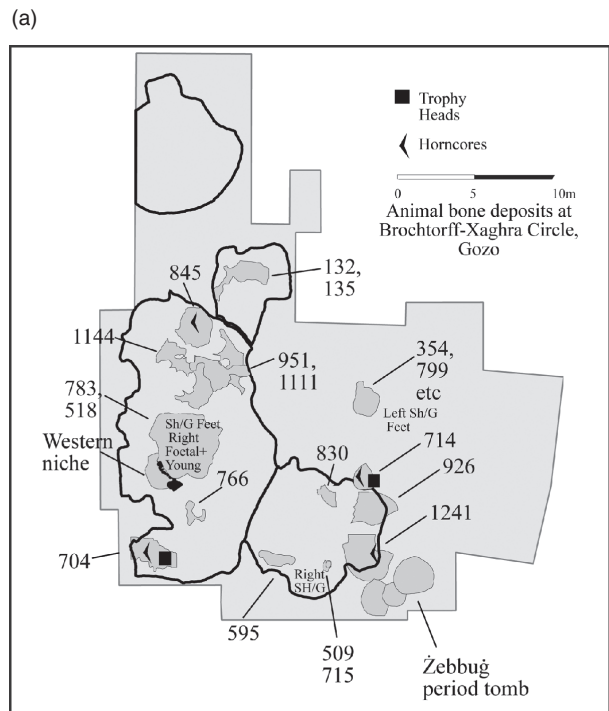 (a)
Trophy
Heads
Horncores
0 5 10m
Animal bone deposits at
Brochtorff-Xaghra Circle,
Gozo
845
132,
135
1144
951,
1111
354,
799
etc
Left Sh/G
Feet
783,
518
Sh/G Feet
Right
Foetal+
Young
Western
niche
766
830
714
926
1241
704
Right
SH/G
595
509
715
Żebbuġ
period tomb